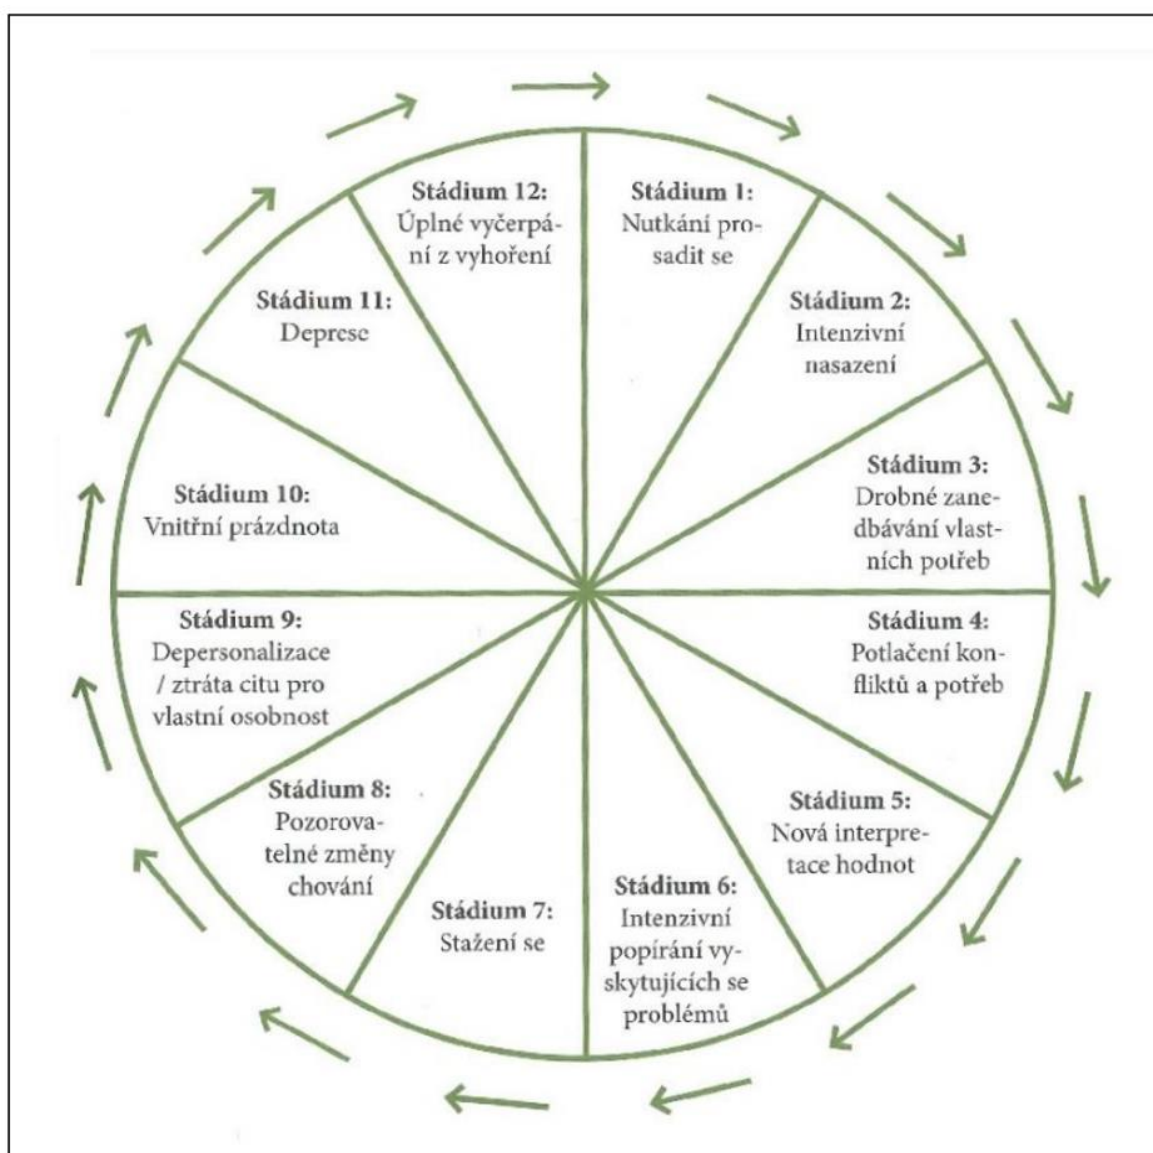 Stádium 1:
Nutkání pro-
sadit se
Stádium 2:
Intenzivní
nasazení
Stádium 3:
Drobné zane-
dbávání vlast-
ních potřeb
Stádium 4:
Potlačení kon-
fliktů a potřeb
Stádium 5:
Nová interpre-
tace hodnot
Stádium 6:
Intenzivní
popírání vy-
skytujících se
problémů
Stádium 7:
Stažení se
Stádium 8:
Pozorova-
telné změny
chování
Stádium 9:
Depersonalizace
/ ztráta citu pro
vlastní osobnost
Stádium 10:
Vnitřní prázdnota
Stádium 11:
Deprese
Stádium 12:
Úplné vyčerpá-
ní z vyhoření